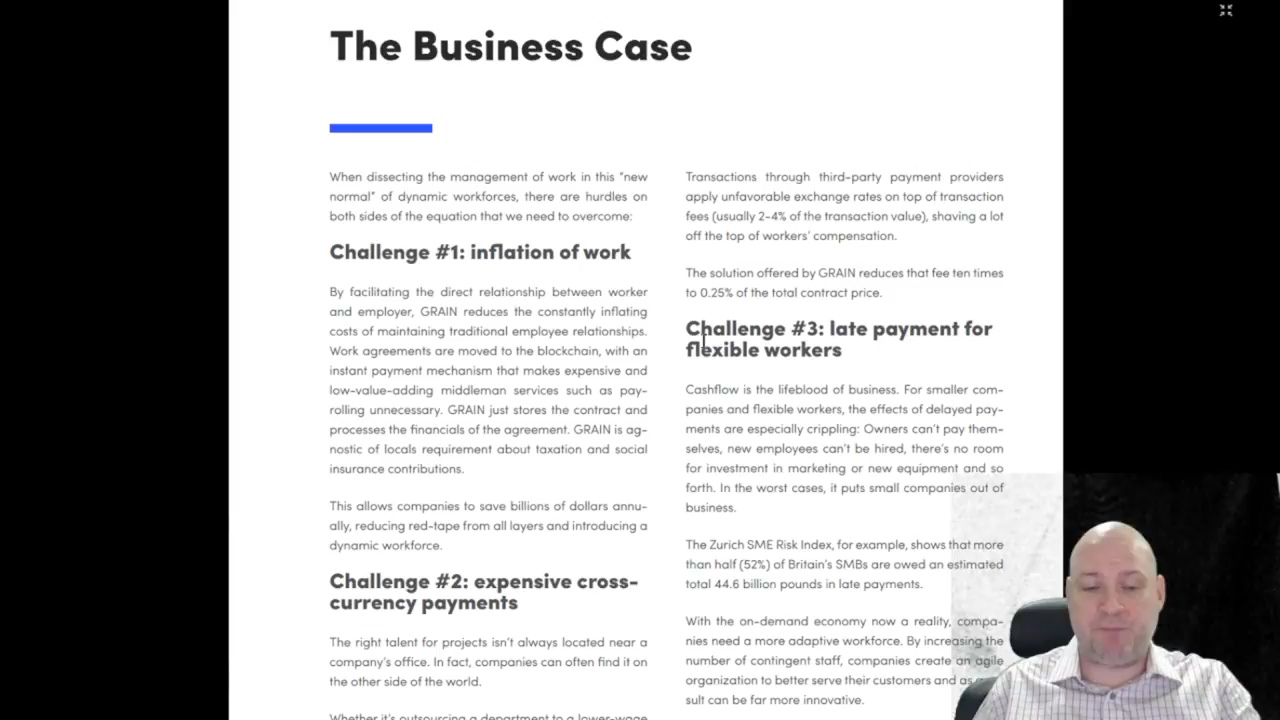 The Business Case
When dissecting the management of work in this “new
normal” of dynamic workforces, there are hurdles on
both sides of the equation that we need to overcome:
Challenge #1: inflation of work
By facilitating the direct relationship between worker
and employer, GRAIN reduces the constantly inflating
costs of maintaining traditional employee relationships.
Work agreements are moved to the blockchain, with an
instant payment mechanism that makes expensive and
low-value-adding middleman services such as pay-
rolling unnecessary. GRAIN just stores the contract and
processes the financials of the agreement. GRAIN is ag-
nostic of locals requirement about taxation and social
insurance contributions.
This allows companies to save billions of dollars annu-
ally, reducing red-tape from all layers and introducing a
dynamic workforce.
Challenge #2: expensive cross-
currency payments
The right talent for projects isn’t always located near a
company’s office. In fact, companies can often find it on
the other side of the world.
Whether it’s outsourcing a department to a lower-wage
Transactions through third-party payment providers
apply unfavorable exchange rates on top of transaction
fees (usually 2-4% of the transaction value), shaving a lot
off the top of workers’ compensation.
The solution offered by GRAIN reduces that fee ten times
to 0.25% of the total contract price.
Challenge #3: late payment for
flexible workers
Cashflow is the lifeblood of business. For smaller com-
panies and flexible workers, the effects of delayed pay-
ments are especially crippling: Owners can’t pay them-
selves, new employees can’t be hired, there’s no room
for investment in marketing or new equipment and so
forth. In the worst cases, it puts small companies out of
business.
The Zurich SME Risk Index, for example, shows that more
than half (52%) of Britain’s SMBs are owed an estimated
total 44.6 billion pounds in late payments.
With the on-demand economy now a reality, compa-
nies need a more adaptive workforce. By increasing the
number of contingent staff, companies create an agile
organization to better serve their customers and as
sult can be far more innovative.